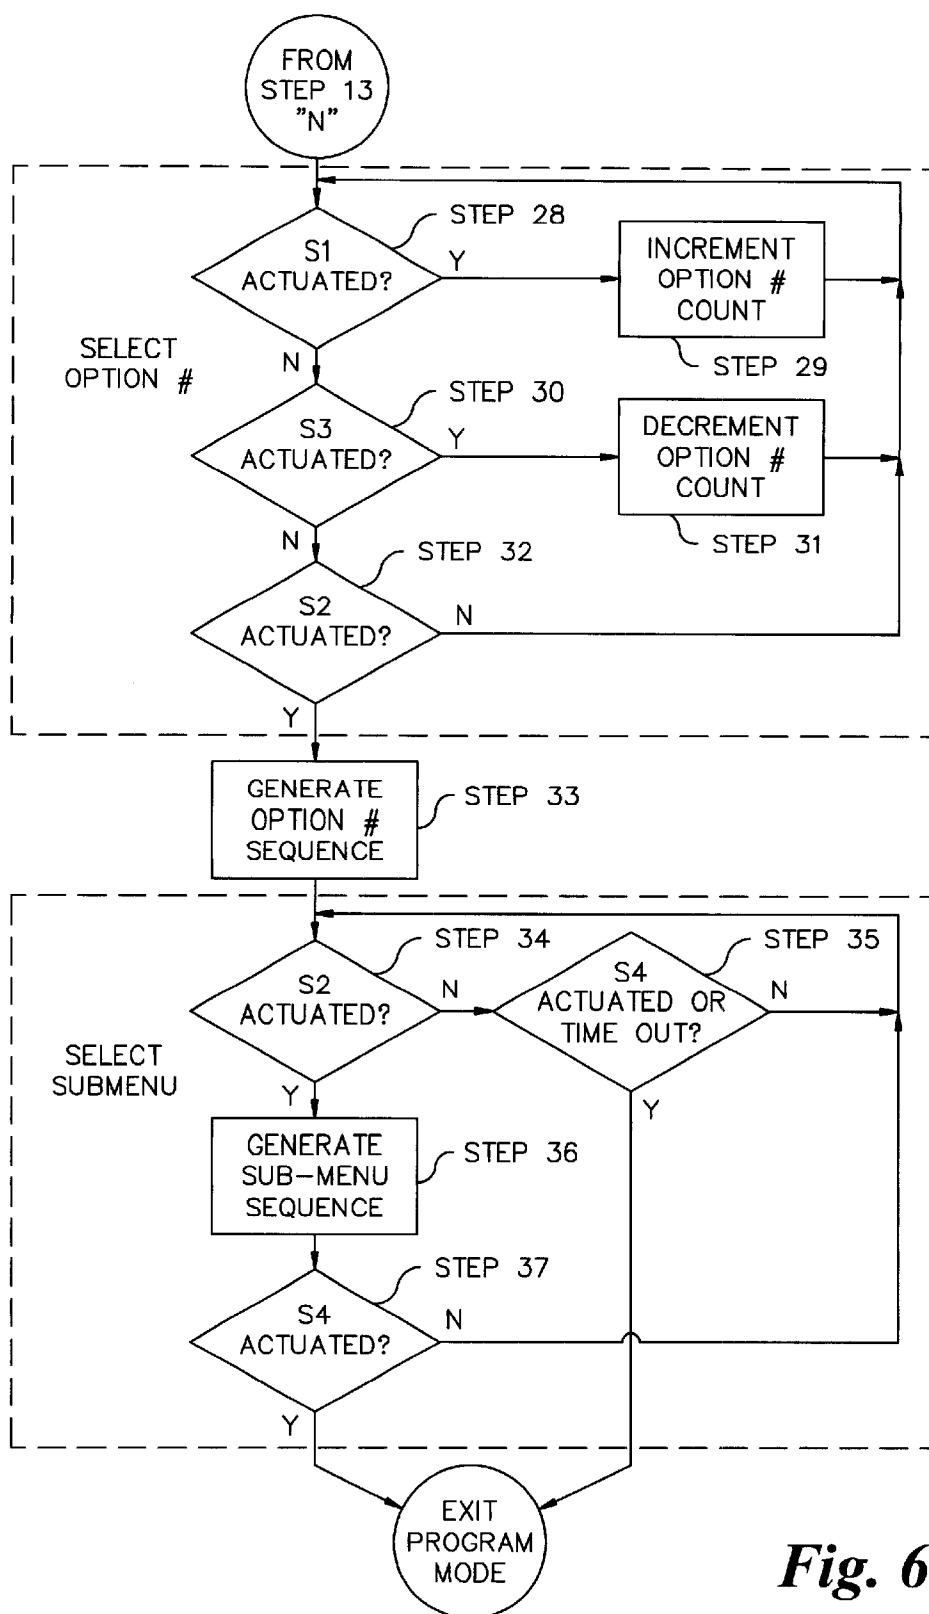 FROM
STEP 13
"N"
STEP 28
S1
ACTUATED?
Y
INCREMENT
OPTION #
COUNT
STEP 29
SELECT
OPTION #
N
STEP 30
S3
ACTUATED?
Y
DECREMENT
OPTION #
COUNT
STEP 31
N
STEP 32
S2
ACTUATED?
N
Y
GENERATE
OPTION #
SEQUENCE
STEP 33
STEP 34
S2
ACTUATED?
N
STEP 35
S4
ACTUATED OR
TIME OUT?
N
SELECT
SUBMENU
Y
Y
GENERATE
SUB-MENU
SEQUENCE
STEP 36
STEP 37
S4
ACTUATED?
N
Y
EXIT
PROGRAM
MODE
Fig. 6